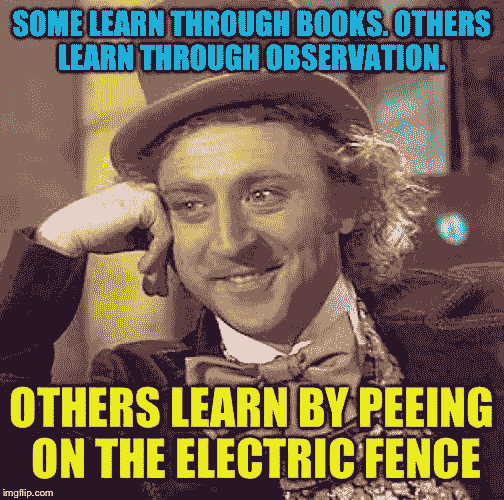 SOME LEARN THROUGH BOOKS. OTHERS
LEARN THROUGH OBSERVATION.
OTHERS LEARN BY PEEING
ON THE ELECTRIC FENCE
imgflip.com